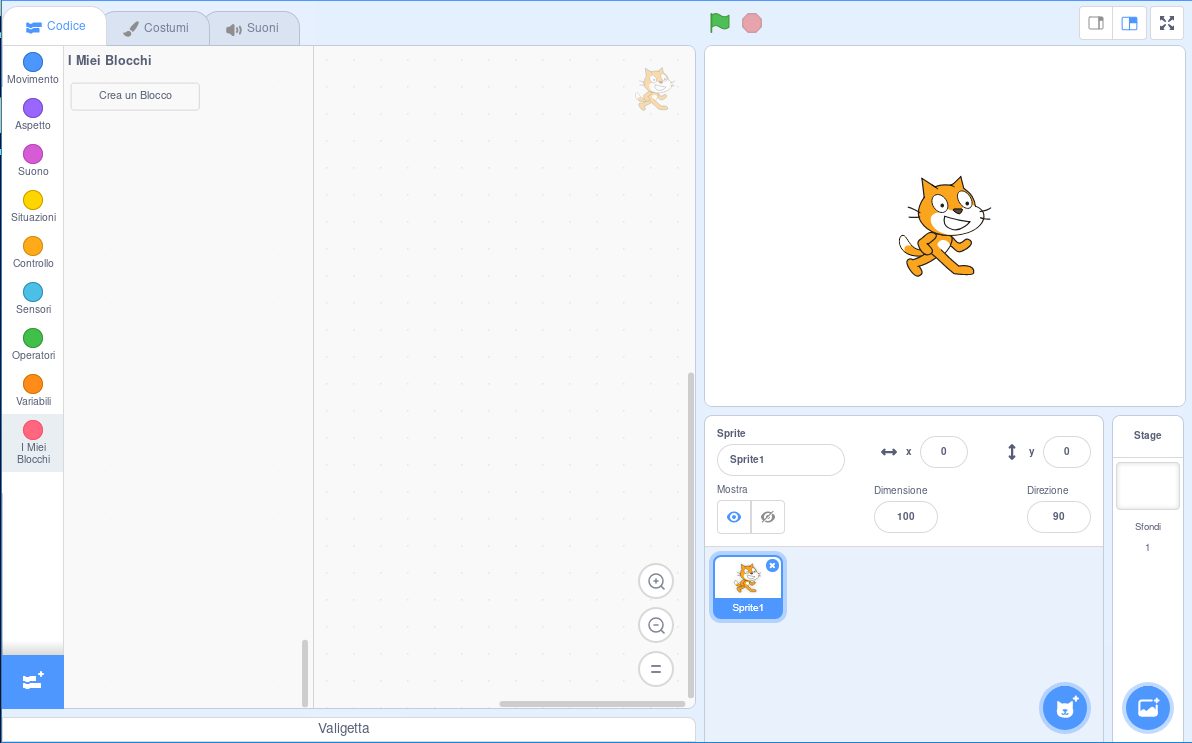 Codice
Costumi
Suoni
Movimento
Aspetto
Suono
Situazioni
Controllo
Sensori
Operatori
Variabili
I Miei
Blocchi
I Miei Blocchi
Crea un Blocco
Valigetta
Sprite
Sprite1
x
0
y
0
Mostra
Dimensione
100
Direzione
90
Sprite1
Stage
Sfondi
1